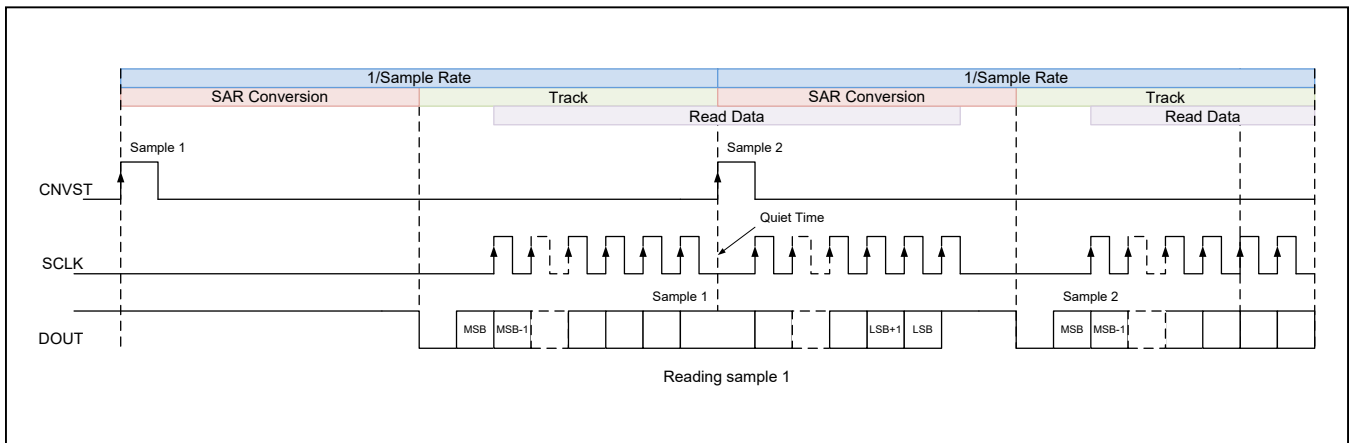 1/Sample Rate 1/Sample Rate
SAR Conversion Track SAR Conversion Track
Read Data Read Data
Sample 1 Sample 2
CNVST
Quiet Time
SCLK
Sample 1 Sample 2
DOUT MSB MSB-1 LSB+1 LSB MSB MSB-1
Reading sample 1